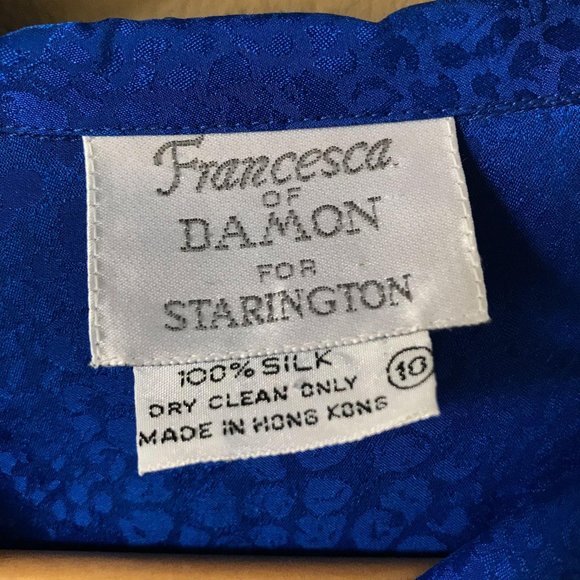 Francesca
OF
DAMON
FOR
STARINGTON
100% SILK
DRY CLEAN ONLY 10
MADE IN HONG KONG